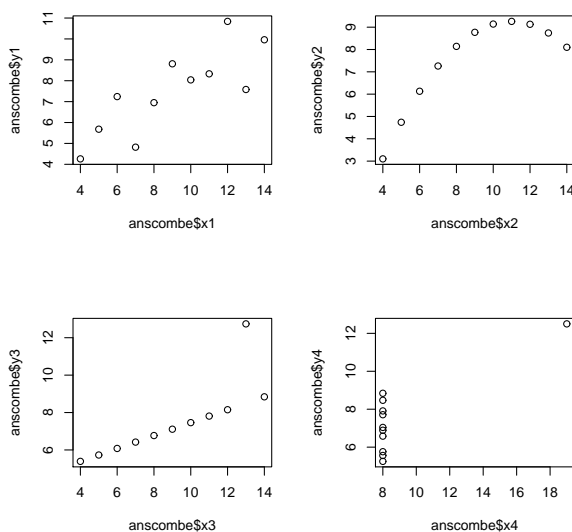 anscombe$y1
4 5 6 7 8 9 10 11
4 6 8 10 12 14
anscombe$x1
anscombe$y2
3 4 5 6 7 8 9
4 6 8 10 12 14
anscombe$x2
anscombe$y3
6 8 10 12
4 6 8 10 12 14
anscombe$x3
anscombe$y4
6 8 10 12
8 10 12 14 16 18
anscombe$x4